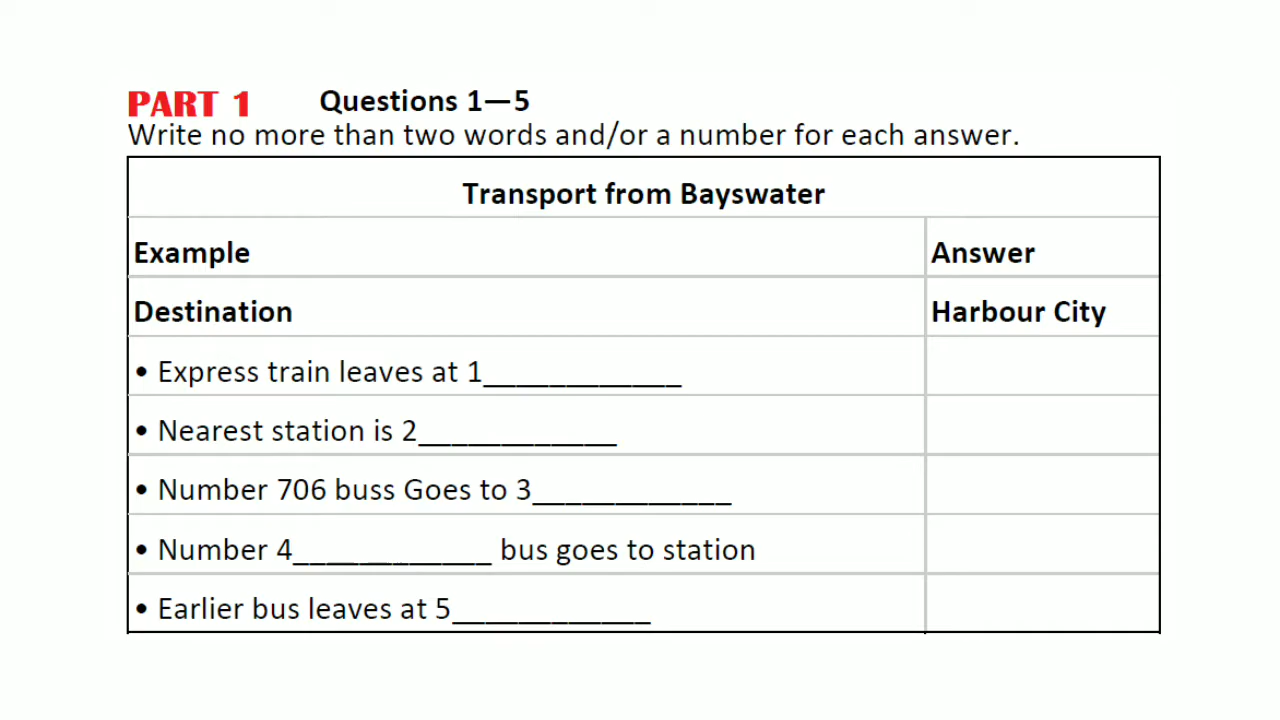 PART 1 Questions 1—5
Write no more than two words and/or a number for each answer.
Transport from Bayswater
Example Answer
Destination Harbour City
• Express train leaves at 1____________
• Nearest station is 2____________
• Number 706 buss Goes to 3____________
• Number 4____________ bus goes to station
• Earlier bus leaves at 5____________